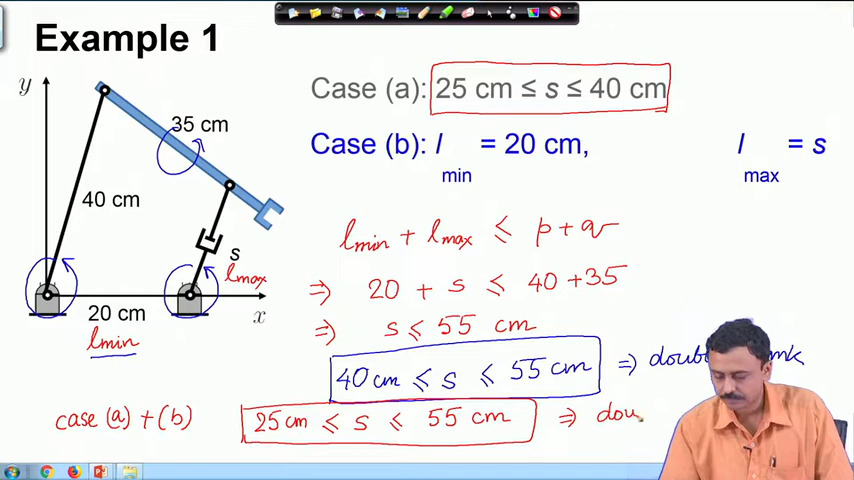 Example 1
Case (a): 25 cm ≤ s ≤ 40 cm
Case (b): l min = 20 cm, l max = s
y
35 cm
40 cm
s
lmax
20 cm
x
lmin
lmin + lmax ≤ p + q
⇒ 20 + s ≤ 40 + 35
⇒ s ≤ 55 cm
40 cm ≤ s ≤ 55 cm ⇒
case (a) + (b) 25 cm ≤ s ≤ 55 cm ⇒ dou